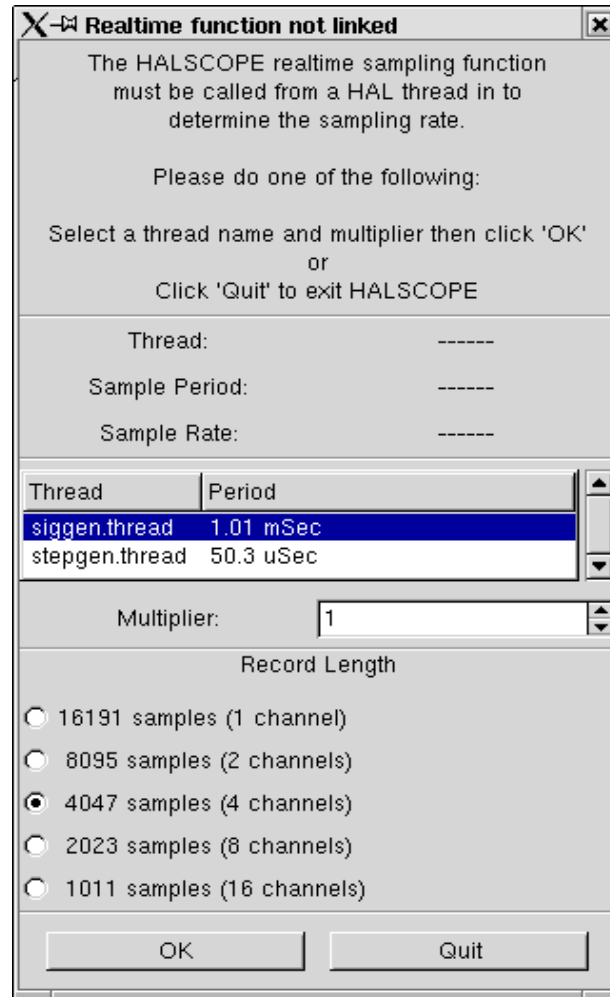 Realtime function not linked
The HALSCOPE realtime sampling function
must be called from a HAL thread in to
determine the sampling rate.
Please do one of the following:
Select a thread name and multiplier then click 'OK'
or
Click 'Quit' to exit HALSCOPE
Thread: ------
Sample Period: ------
Sample Rate: ------
Thread Period
siggen.thread 1.01 mSec
stepgen.thread 50.3 uSec
Multiplier: 1
Record Length
16191 samples (1 channel)
8095 samples (2 channels)
4047 samples (4 channels)
2023 samples (8 channels)
1011 samples (16 channels)
OK Quit